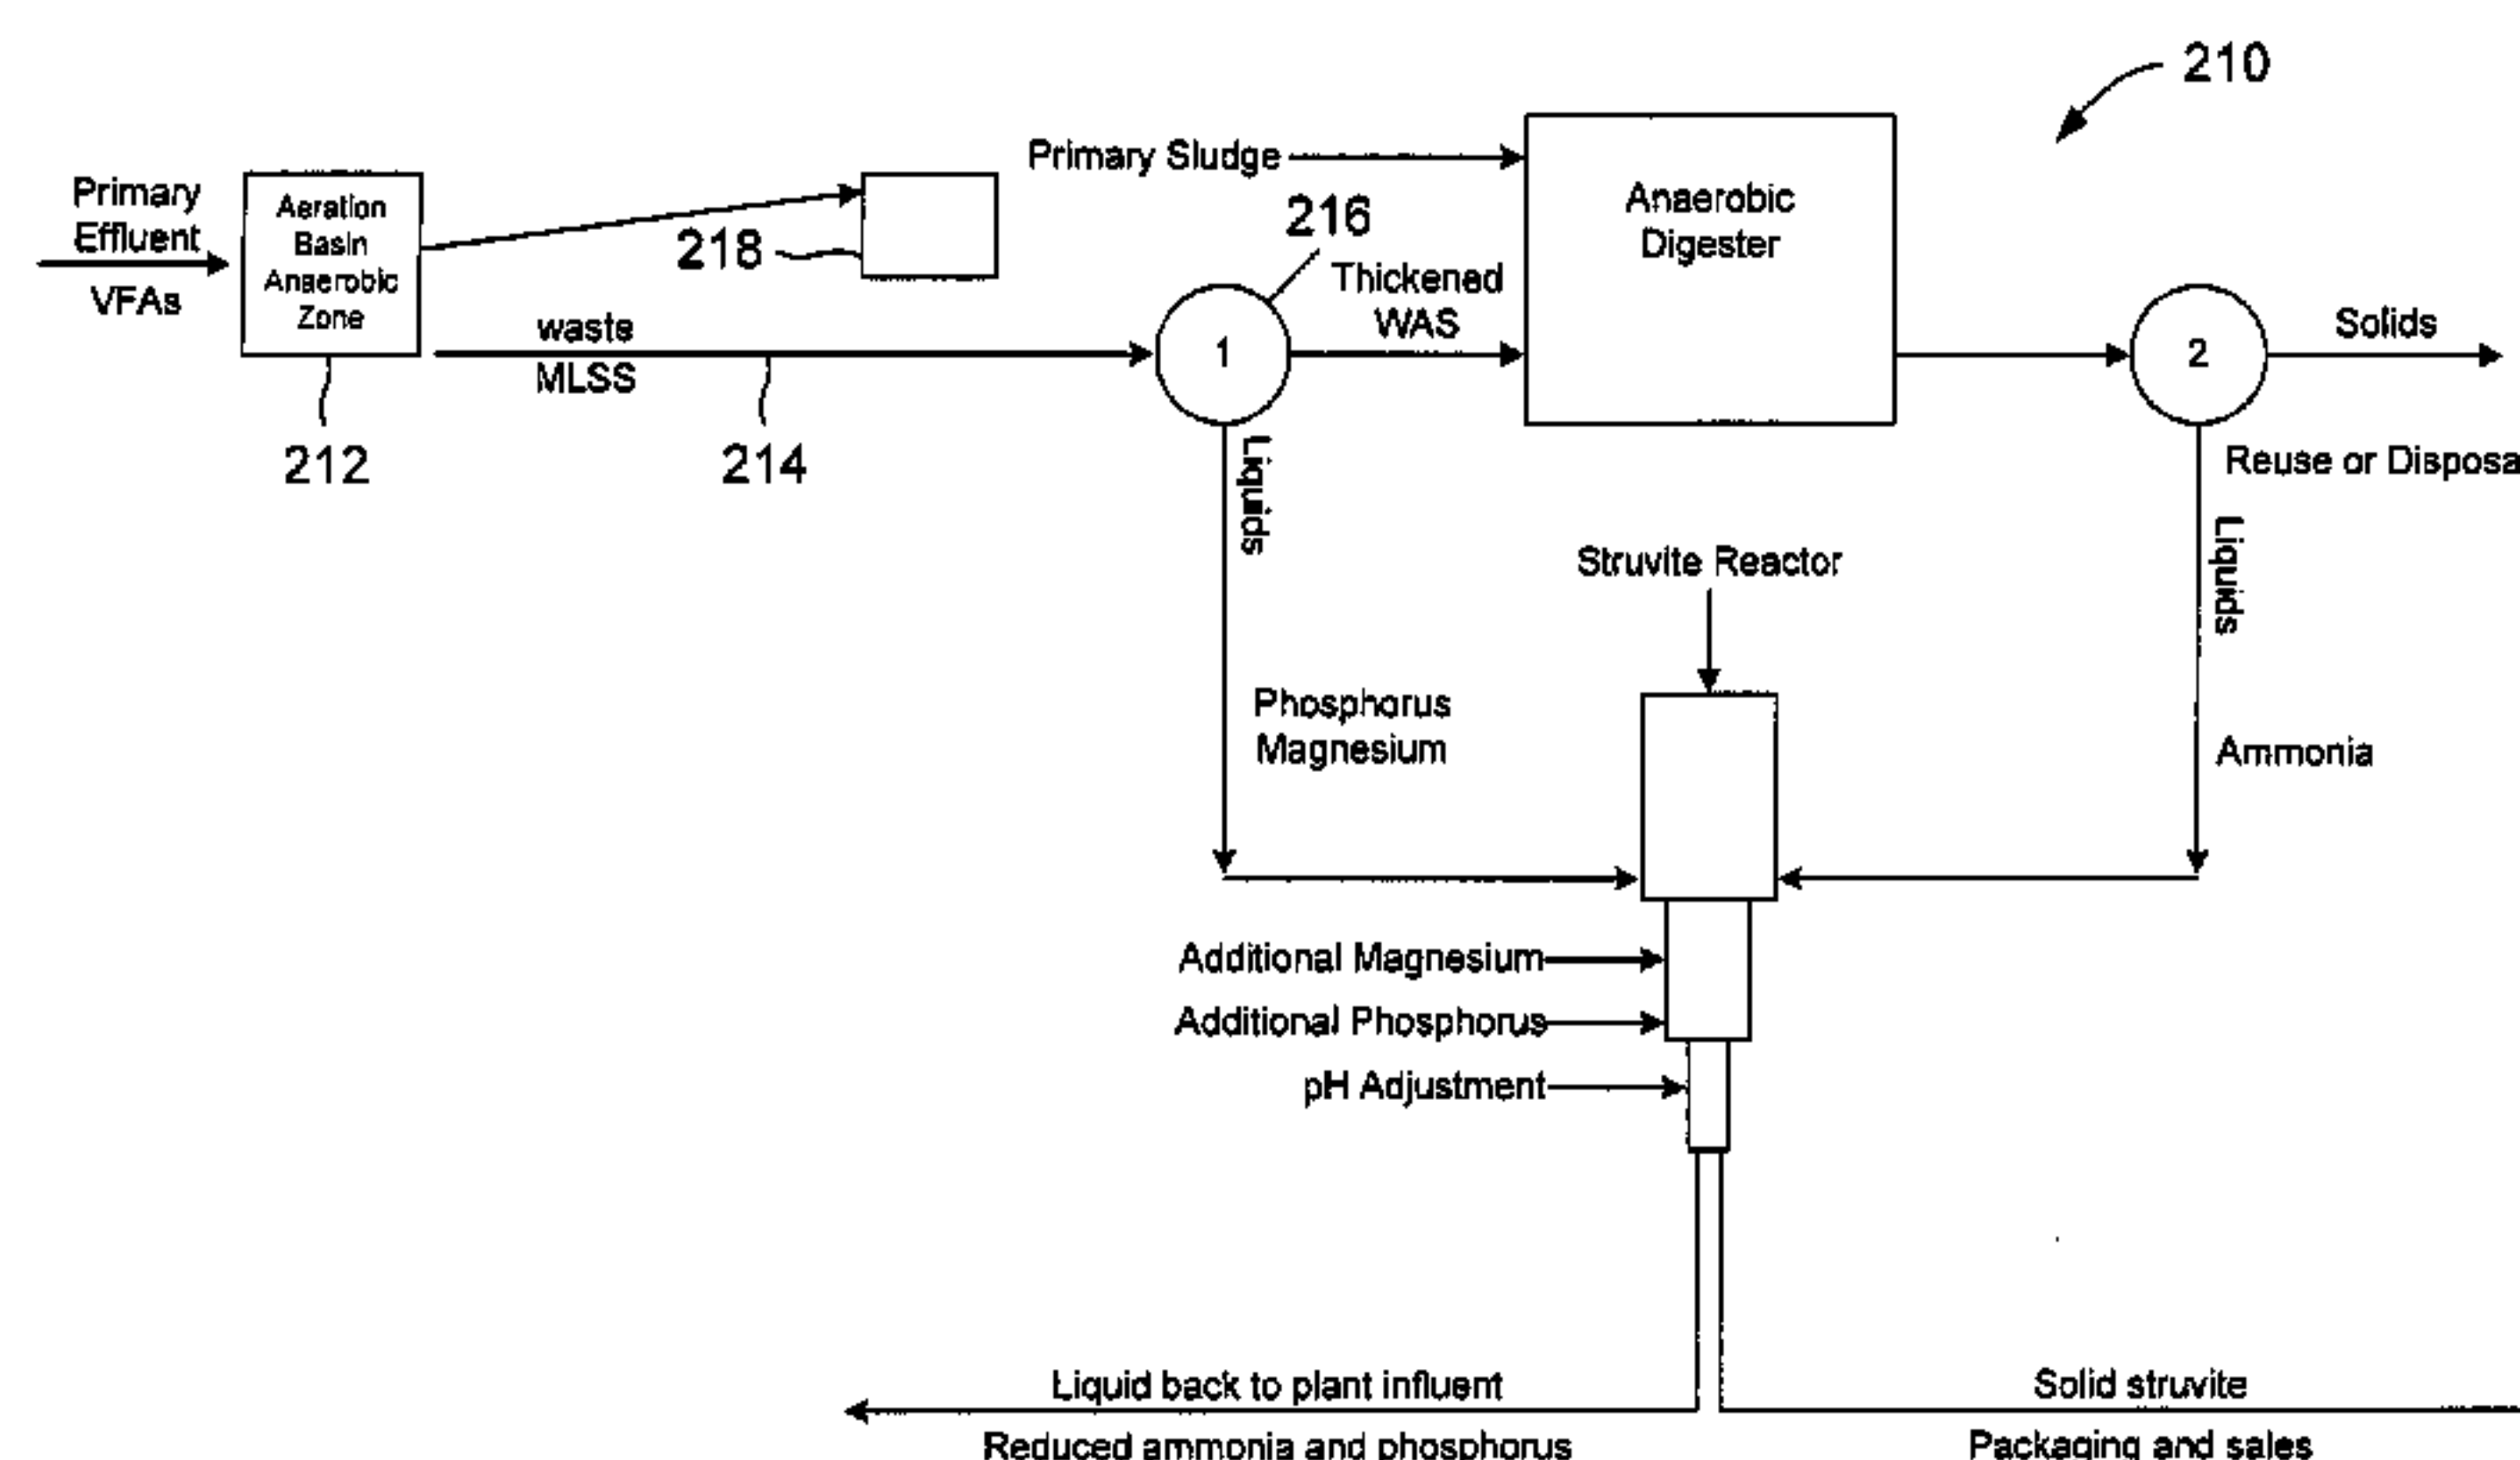 210
Primary
Effluent
VFAs
Aeration
Basin
Anaerobic
Zone
218
Primary Sludge
216
Anaerobic
Digester
Thickened
WAS
waste
MLSS
1
2
Solids
212
214
Liquids
Reuse or Disposa
Struvite Reactor
Liquids
Phosphorus
Magnesium
Ammonia
Additional Magnesium
Additional Phosphorus
pH Adjustment
Liquid back to plant influent
Solid struvite
Reduced ammonia and phosphorus
Packaging and sales